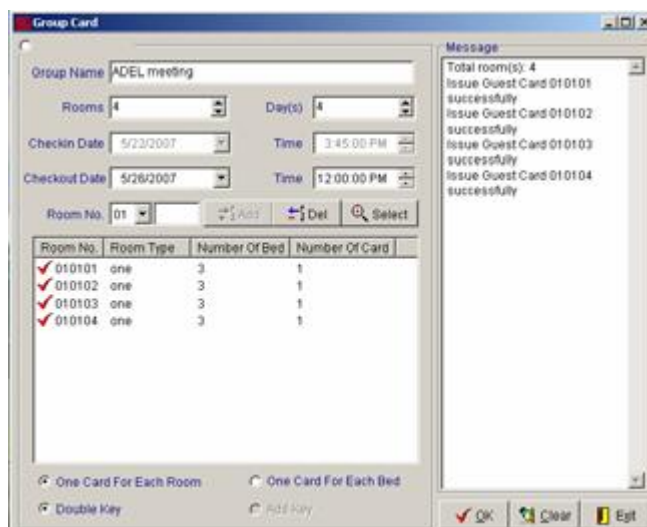 Group Card
Group Name ADEL meeting
Rooms 4 Day(s) 4
Checkin Date 5/22/2007 Time 3:45:00 PM
Checkout Date 5/26/2007 Time 12:00:00 PM
Room No. 01 Add Del Select
Room No. Room Type Number Of Bed Number Of Card
010101 one 3 1
010102 one 3 1
010103 one 3 1
010104 one 3 1
One Card For Each Room One Card For Each Bed
Double Key Add Key
Message
Total room(s): 4
Issue Guest Card 010101
successfully
Issue Guest Card 010102
successfully
Issue Guest Card 010103
successfully
Issue Guest Card 010104
successfully
OK Clear Exit